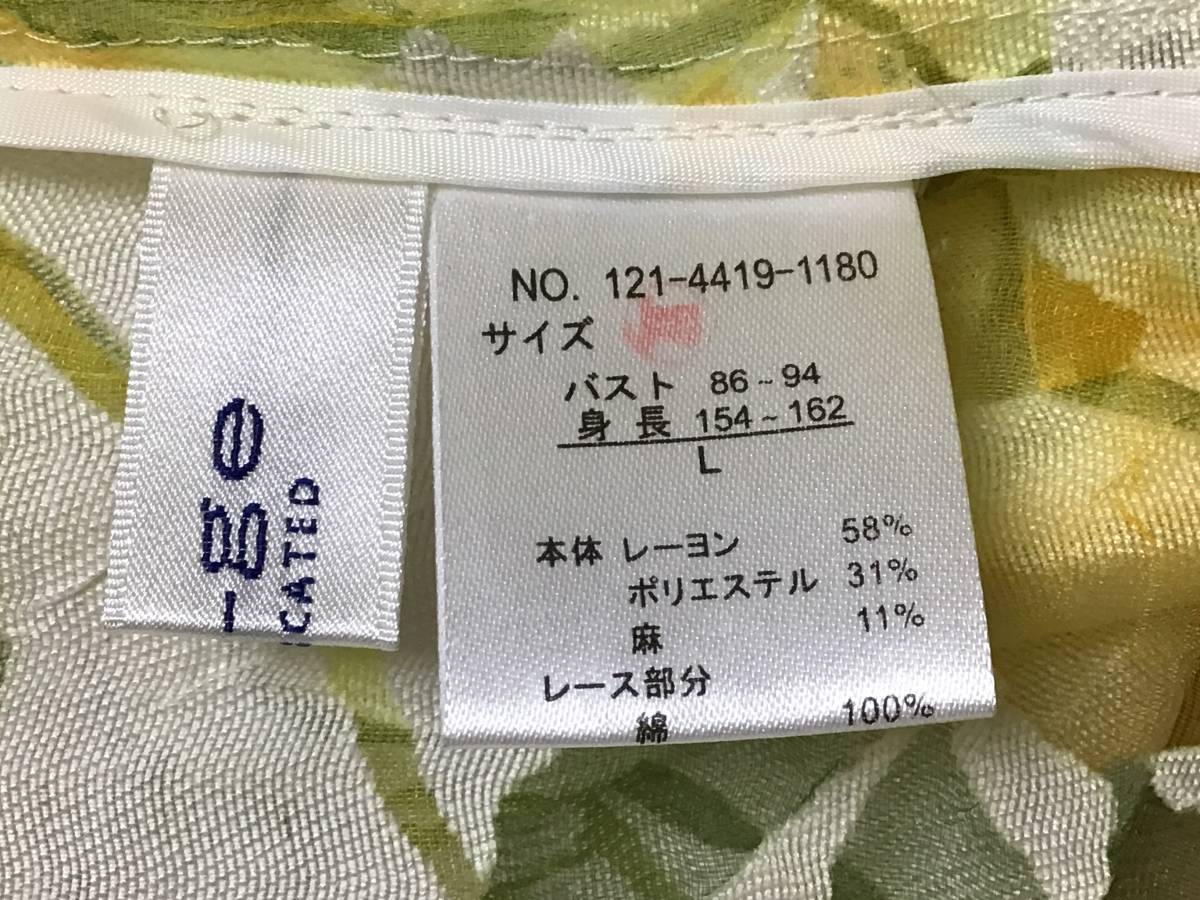 NO. 121-4419-1180
サイズ
バスト 86~94
身長 154~162
L
本体 レーヨン 58%
ポリエステル 31%
麻 11%
レース部分
綿 100%